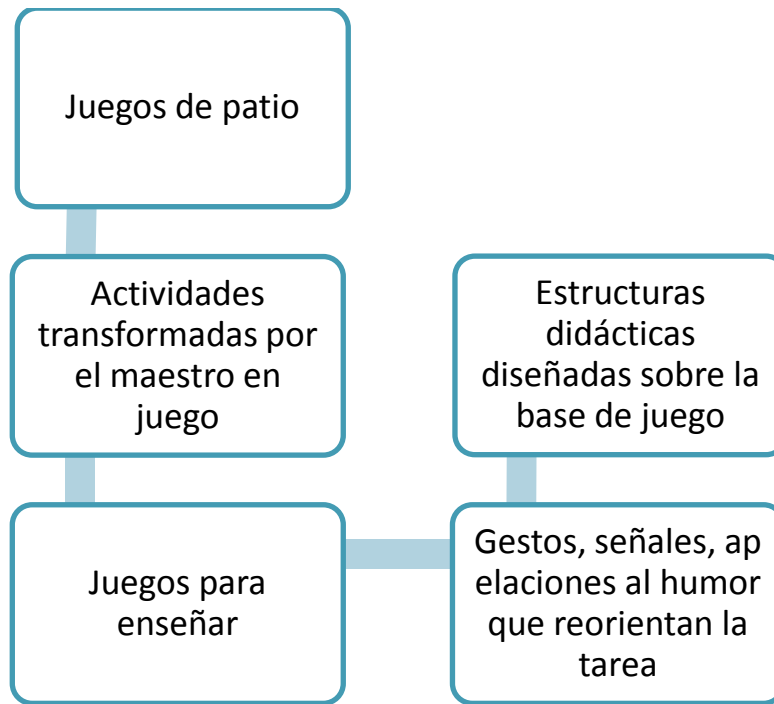 Juegos de patio
Actividades
transformadas por
el maestro en
juego
Juegos para
enseñar
Gestos, señales, ap
elaciones al humor
que reorientan la
tarea
Estructuras
didácticas
diseñadas sobre la
base de juego